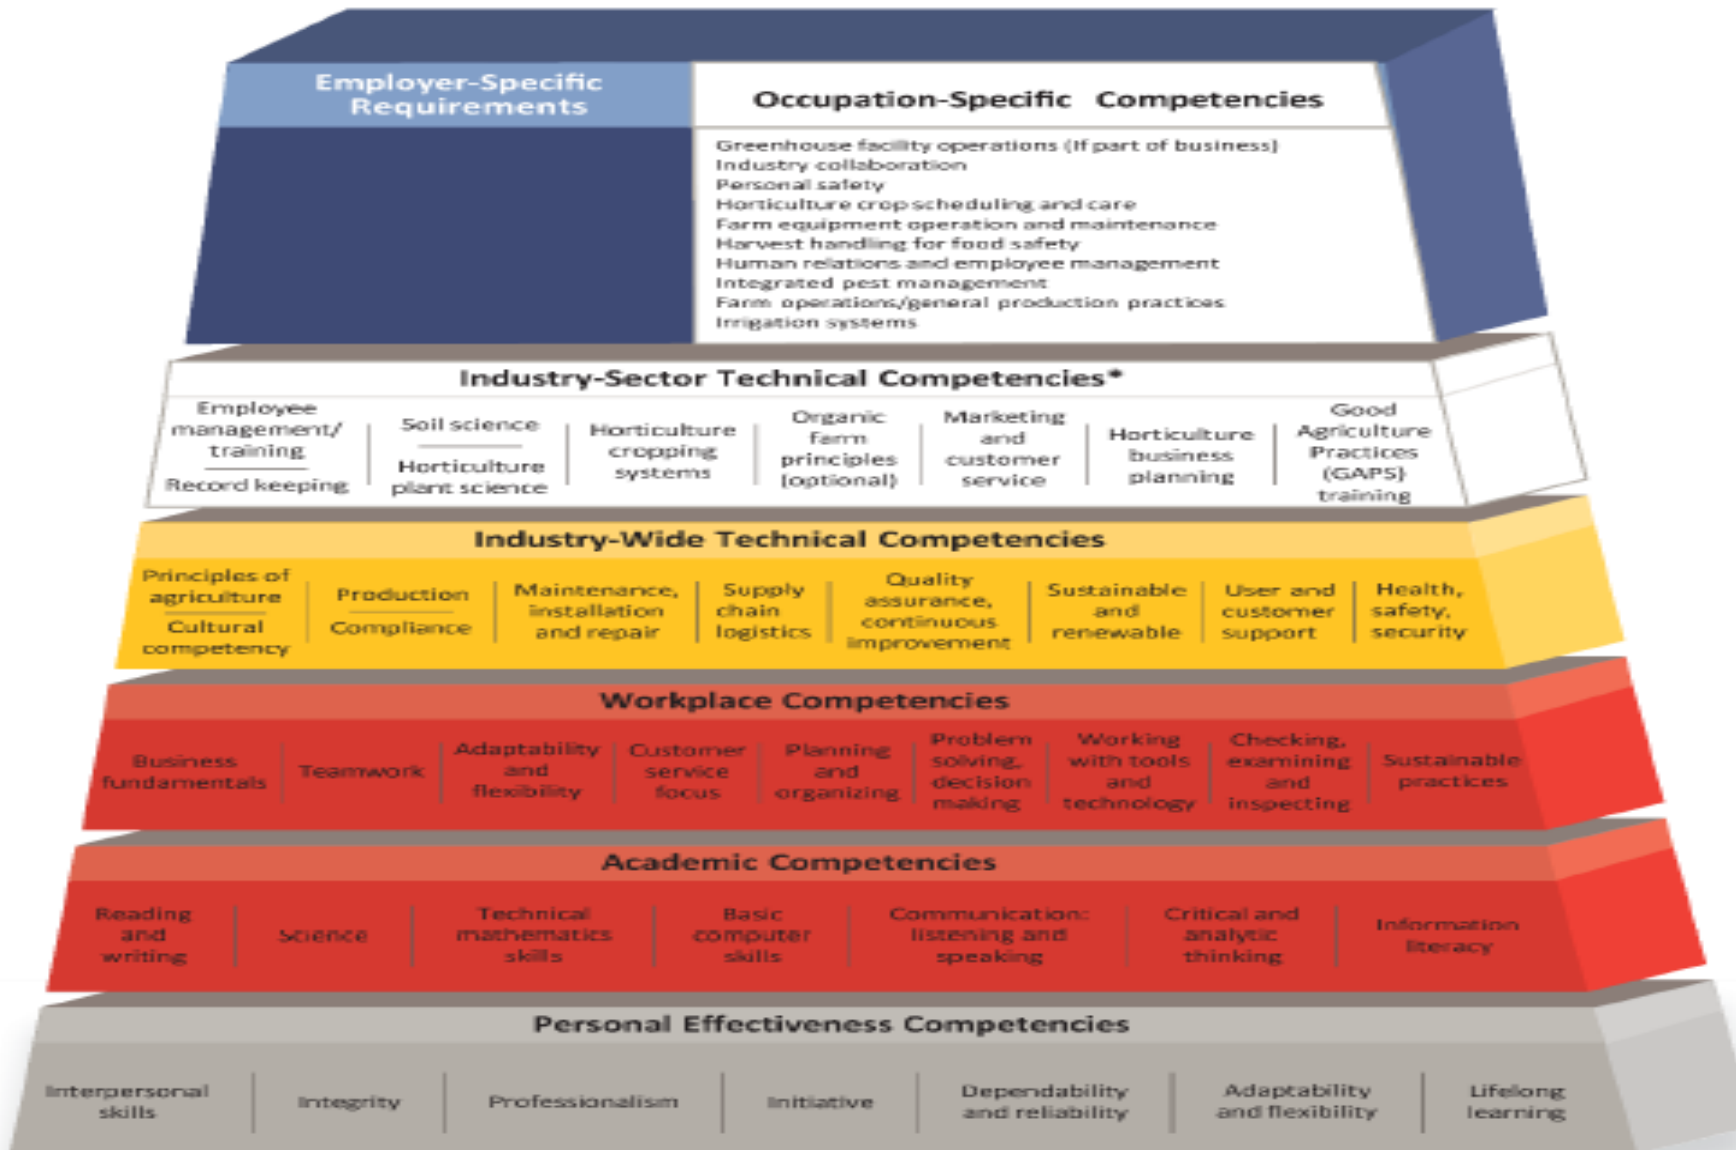 Employer-Specific
Requirements
Occupation-Specific Competencies
Greenhouse facility operations (If part of business)
Industry collaboration
Personal safety
Horticulture crop scheduling and care
Farm equipment operation and maintenance
Harvest handling for food safety
Human relations and employee management
Integrated pest management
Farm operations/general production practices
Irrigation systems
Industry-Sector Technical Competencies*
Employee
management/
training
Record keeping
Soil science
Horticulture
plant science
Horticulture
cropping
systems
Organic
Farm
principles
(optional)
Marketing
and
customer
service
Horticulture
business
planning
Good
Agriculture
Practices
(GAPS)
training
Industry-Wide Technical Competencies
Principles of
agriculture
Cultural
competency
Production
Compliance
Maintenance,
installation
and repair
Supply
chain
logistics
Quality
assurance,
continuous
improvement
Sustainable
and
renewable
User and
customer
support
Health,
safety,
security
Workplace Competencies
Business
fundamentals
Teamwork
Adaptability
and
flexibility
Customer
service
focus
Planning
and
organizing
Problem
solving,
decision
making
Working
with tools
and
technology
Checking,
examining
and
inspecting
Sustainable
practices
Academic Competencies
Reading
and
writing
Science
Technical
mathematics
skills
Basic
computer
skills
Communication:
listening and
speaking
Critical and
analytic
thinking
Information
literacy
Personal Effectiveness Competencies
Interpersonal
skills
Integrity
Professionalism
Initiative
Dependability
and reliability
Adaptability
and flexibility
Lifelong
learning